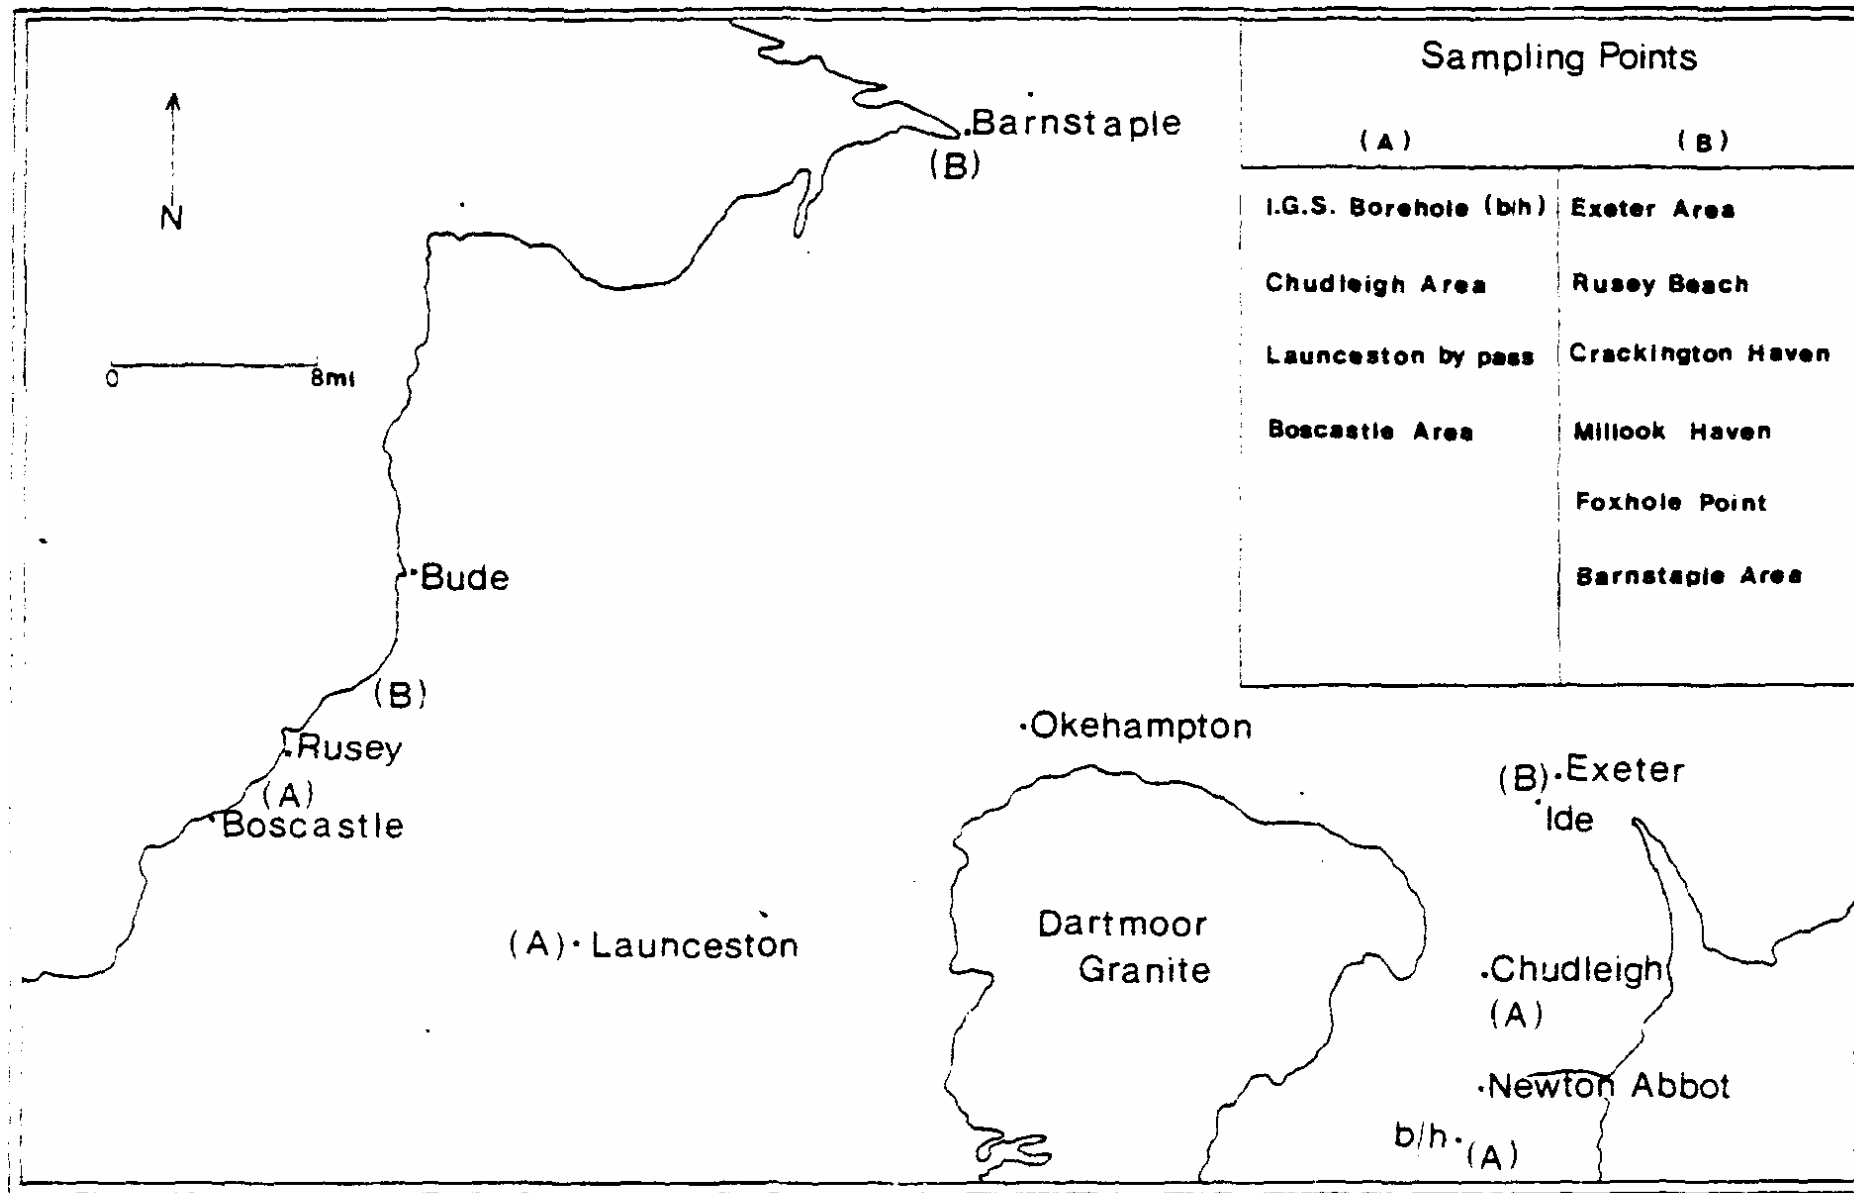 Sampling Points
(A) (B)
I.G.S. Borehole (b/h) Exeter Area
Chudleigh Area Rusey Beach
Launceston by pass Crackington Haven
Boscastle Area Millook Haven
Foxhole Point
Barnstaple Area
Barnstaple
(B)
N
0 8mi
Bude
(B)
Rusey
(A)
Boscastle
Okehampton
(B) Exeter
Ide
Dartmoor
Granite
(A) Launceston
Chudleigh
(A)
Newton Abbot
b/h (A)